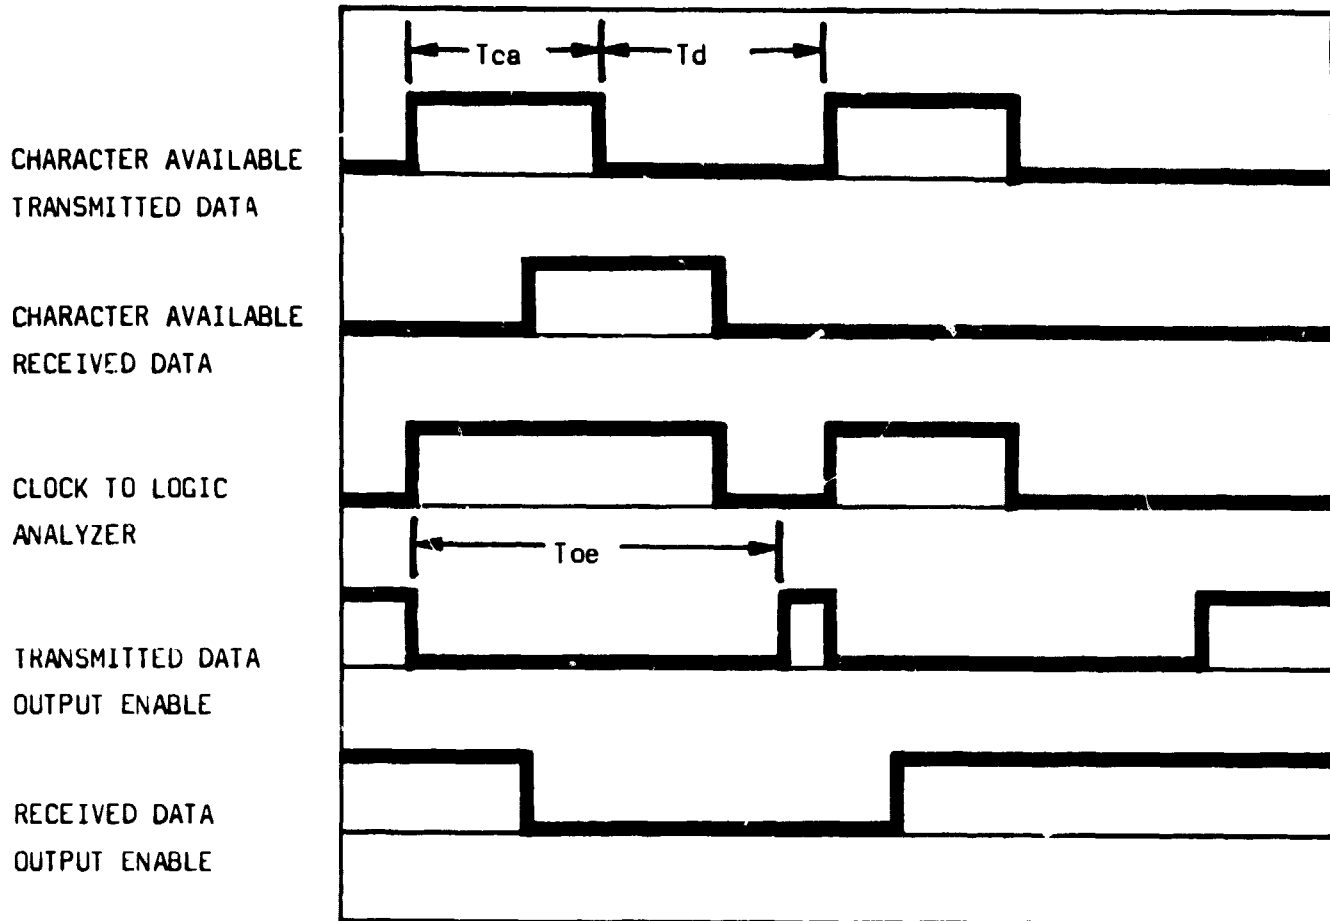 Tca
Td
CHARACTER AVAILABLE
TRANSMITTED DATA
CHARACTER AVAILABLE
RECEIVED DATA
CLOCK TO LOGIC
ANALYZER
Toe
TRANSMITTED DATA
OUTPUT ENABLE
RECEIVED DATA
OUTPUT ENABLE